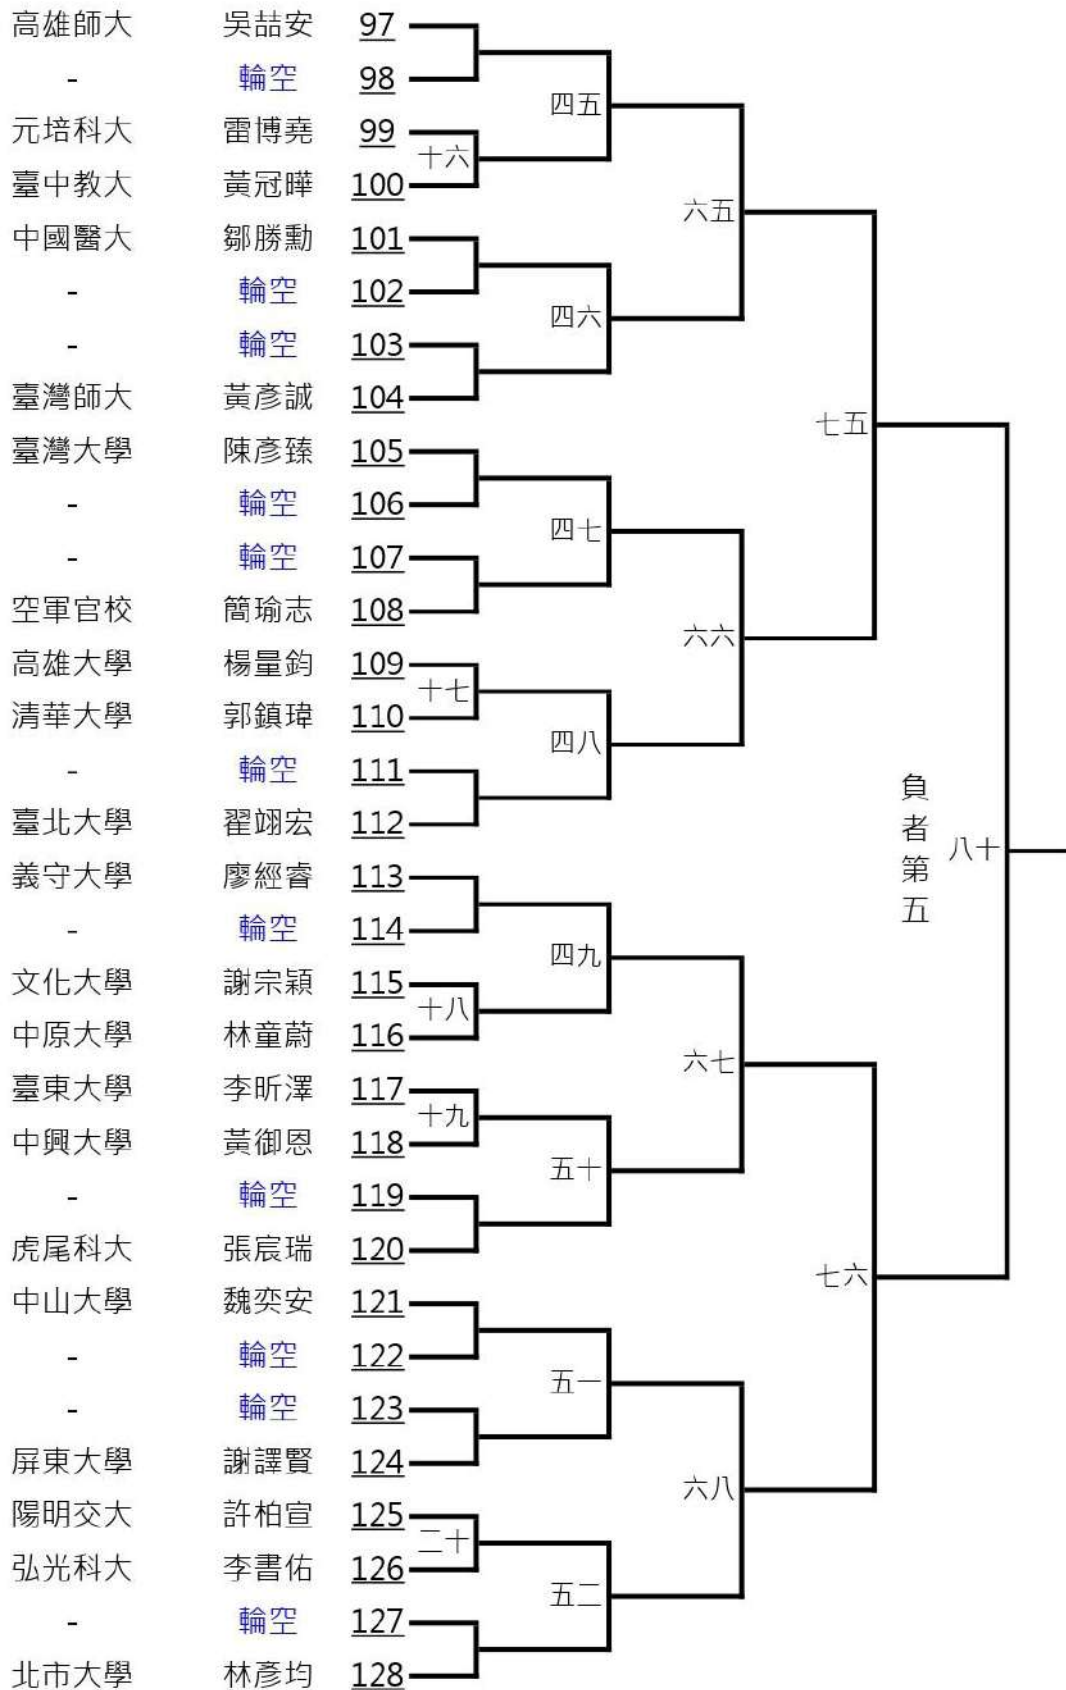 高雄師大 吳喆安 97
- 輪空 98
四五
元培科大 雷博堯 99
十六
臺中教大 黃冠曄 100
六五
中國醫大 鄒勝勳 101
- 輪空 102
四六
- 輪空 103
臺灣師大 黃彥誠 104
七五
臺灣大學 陳彥臻 105
- 輪空 106
四七
- 輪空 107
空軍官校 簡瑜志 108
六六
高雄大學 楊量鈞 109
十七
清華大學 郭鎮瑋 110
四八
- 輪空 111
臺北大學 翟翊宏 112
負者第五
八十
義守大學 廖經睿 113
- 輪空 114
四九
文化大學 謝宗穎 115
十八
中原大學 林童蔚 116
六七
臺東大學 李昕澤 117
十九
中興大學 黃御恩 118
五十
- 輪空 119
虎尾科大 張宸瑞 120
七六
中山大學 魏奕安 121
- 輪空 122
五一
- 輪空 123
屏東大學 謝譯賢 124
六八
陽明交大 許柏宣 125
二十
弘光科大 李書佑 126
五二
- 輪空 127
北市大學 林彥均 128